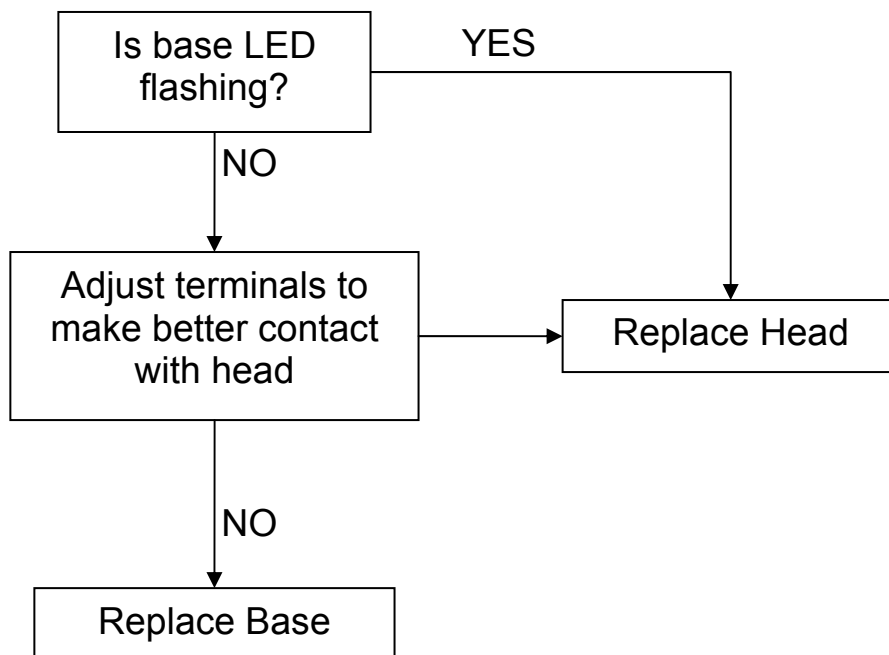 Is base LED
flashing?
YES
NO
Adjust terminals to
make better contact
with head
Replace Head
NO
Replace Base